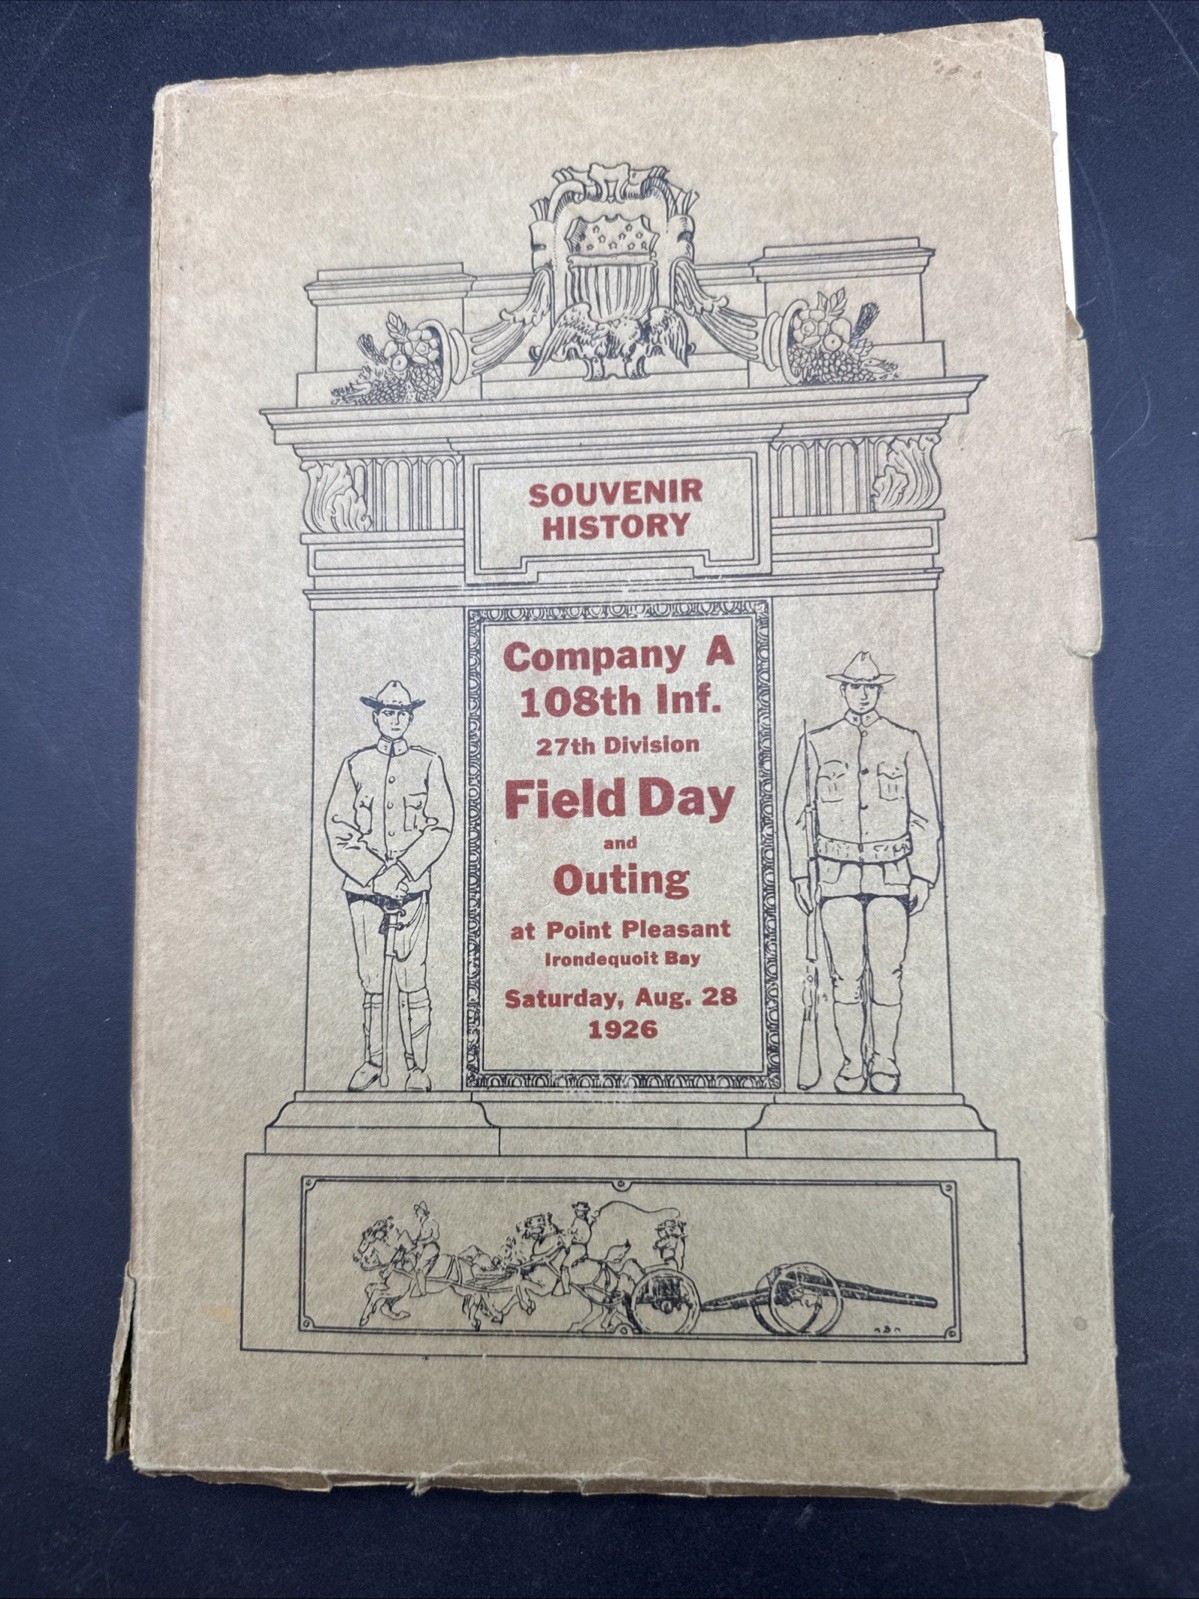 SOUVENIR
HISTORY
Company A
108th Inf.
27th Division
Field Day
and
Outing
at Point Pleasant
Irondequoit Bay
Saturday, Aug. 28
1926